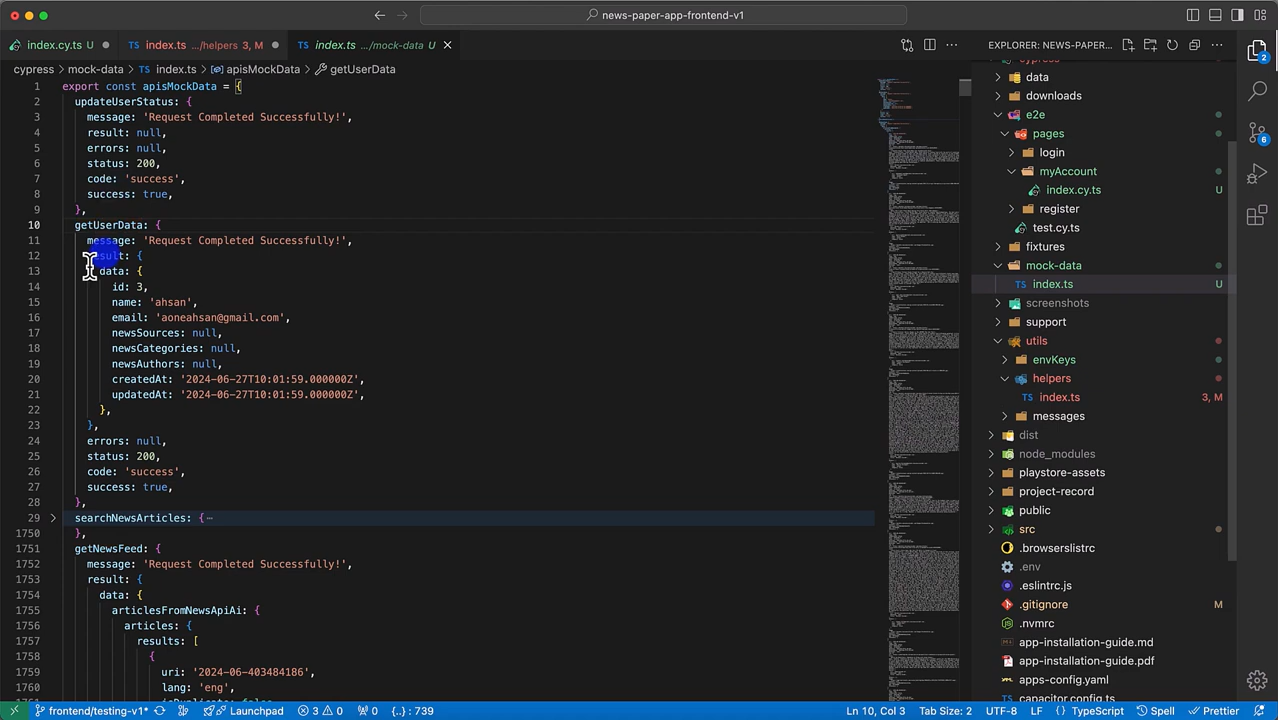 news-paper-app-frontend-v1
index.cy.ts U
index.ts .../helpers 3, M
index.ts .../mock-data U
EXPLORER: NEWS-PAPER...
cypress > mock-data > TS index.ts > apisMockData > getUserData
1 export const apisMockData = {
2 updateUserStatus: {
3 message: 'Request Completed Successfully!',
4 result: null,
5 errors: null,
6 status: 200,
7 code: 'success',
8 success: true,
9 },
10 getUserData: {
11 message: 'Request Completed Successfully!',
12 result: {
13 data: {
14 id: 3,
15 name: 'ahsan',
16 email: 'aoneahsan@gmail.com',
17 newsSources: null,
18 newsCategories: null,
19 newsAuthors: null,
20 createdAt: '2024-06-27T10:01:59.000000Z',
21 updatedAt: '2024-06-27T10:01:59.000000Z',
22 },
23 },
24 errors: null,
25 status: 200,
26 code: 'success',
27 success: true,
28 },
29 searchNewsArticles: {
1750 },
1751 getNewsFeed: {
1752 message: 'Request Completed Successfully!',
1753 result: {
1754 data: {
1755 articlesFromNewsApiAi: {
1756 articles: {
1757 results: [
1758 {
1759 uri: '2024-06-403484186',
1760 lang: 'eng',
cypress
data
downloads
e2e
pages
login
myAccount
index.cy.ts U
register
test.cy.ts
fixtures
mock-data
TS index.ts U
screenshots
support
utils
envKeys
helpers
TS index.ts 3, M
messages
dist
node_modules
playstore-assets
project-record
public
src
.browserslistrc
.env
.eslintrc.js
.gitignore M
.nvmrc
app-installation-guide.md
app-installation-guide.pdf
apps-config.yaml
capacitor.config.ts
2
6
frontend/testing-v1* Launchpad 3 0 0 {..} : 739
Ln 10, Col 3 Tab Size: 2 UTF-8 LF {} TypeScript Spell Prettier